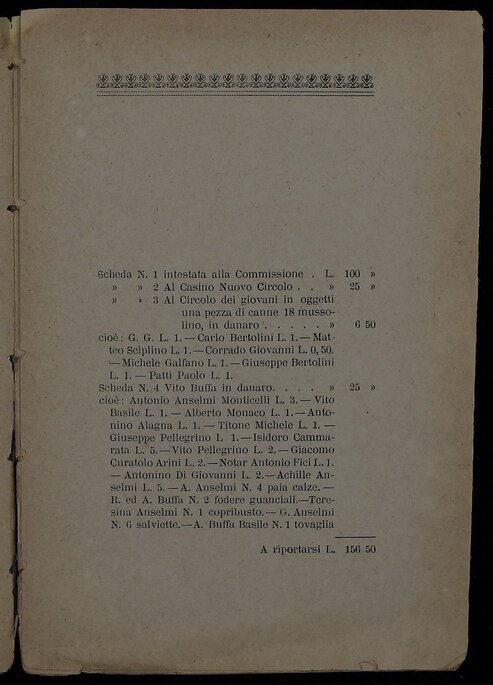 Scheda N. 1 intestata alla Commissione . L. 100 »
» » 2 Al Casino Nuovo Circolo . . » 25 »
» » 3 Al Circolo dei giovani in oggetti
una pezza di canne 18 musso-
lino, in danaro . . . . . » 6 50
cioè: G. G. L. 1.—Carlo Bertolini L. 1.—Mat-
teo Sciplino L. 1.—Corrado Giovanni L. 0,50.
—Michele Galfano L. 1.—Giuseppe Bertolini
L. 1.— Patti Paolo L. 1.
Scheda N. 4 Vito Buffa in danaro. . . . » 25 »
cioè: Antonio Anselmi Monticelli L. 3.—Vito
Basile L. 1.— Alberto Monaco L. 1.—Anto-
nino Alagna L. 1.— Titone Michele L. 1.—
Giuseppe Pellegrino L 1.—Isidoro Camma-
rata L. 5.—Vito Pellegrino L. 2.—Giacomo
Curatolo Arini L. 2.—Notar Antonio Fici L. 1.
— Antonino Di Giovanni L. 2.—Achille An-
selmi L. 5.— A. Anselmi N. 4 paia calze.—
R. ed A. Buffa N. 2 fodere guanciali.—Tere-
sina Anselmi N. 1 copribusto.— G. Anselmi
N. 6 salviette.—A. Buffa Basile N. 1 tovaglia
A riportarsi L. 156 50